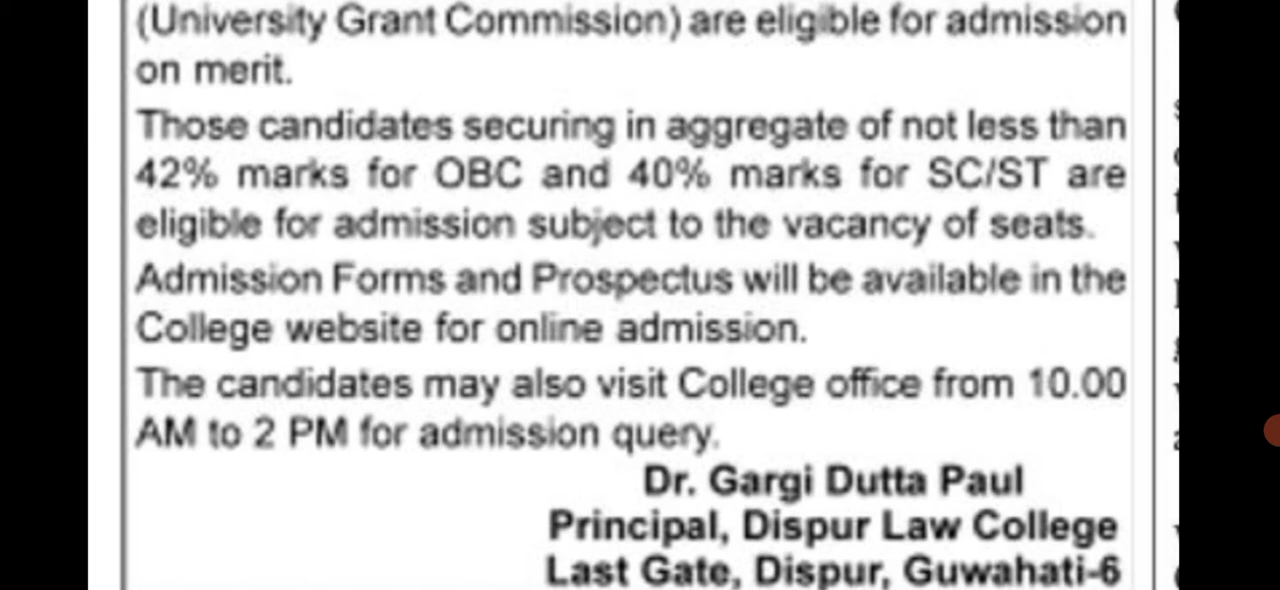 (University Grant Commission) are eligible for admission
on merit.
Those candidates securing in aggregate of not less than
42% marks for OBC and 40% marks for SC/ST are
eligible for admission subject to the vacancy of seats.
Admission Forms and Prospectus will be available in the
College website for online admission.
The candidates may also visit College office from 10.00
AM to 2 PM for admission query.
Dr. Gargi Dutta Paul
Principal, Dispur Law College
Last Gate, Dispur, Guwahati-6